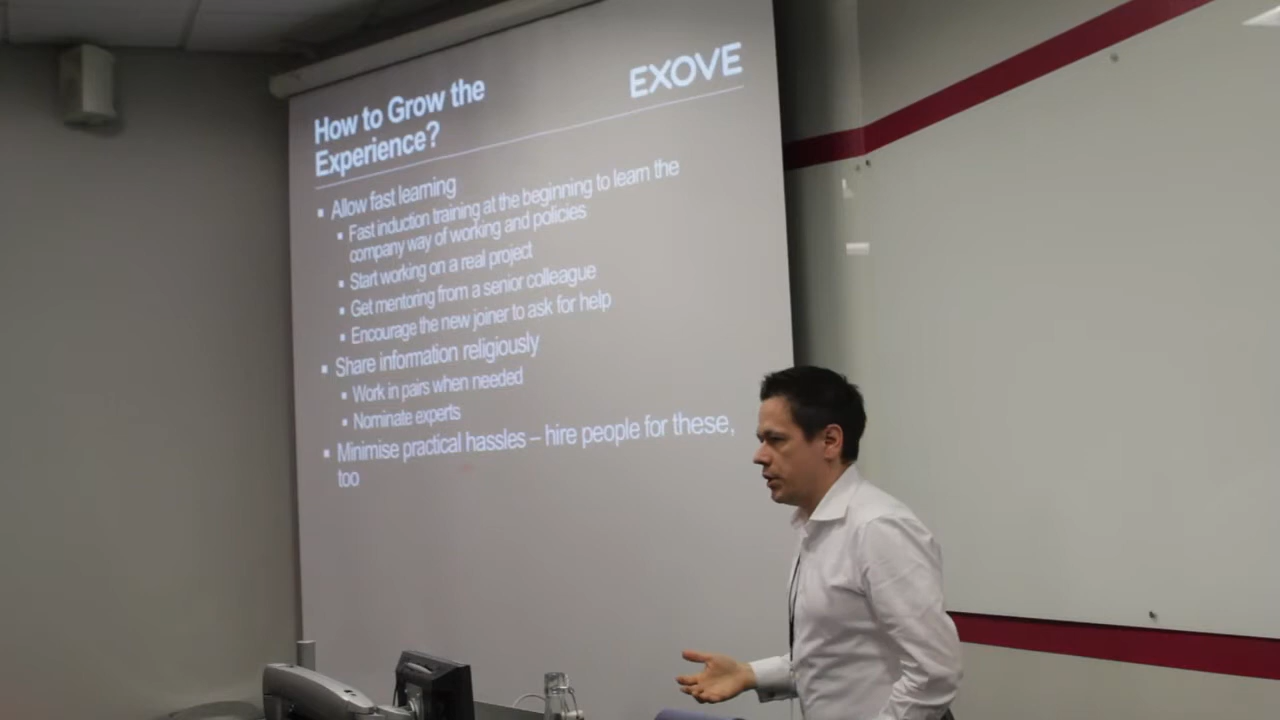 How to Grow the
Experience?
EXOVE
▪ Allow fast learning
▪ Fast induction training at the beginning to learn the
company way of working and policies
▪ Start working on a real project
▪ Get mentoring from a senior colleague
▪ Encourage the new joiner to ask for help
▪ Share information religiously
▪ Work in pairs when needed
▪ Nominate experts
▪ Minimise practical hassles – hire people for these,
too